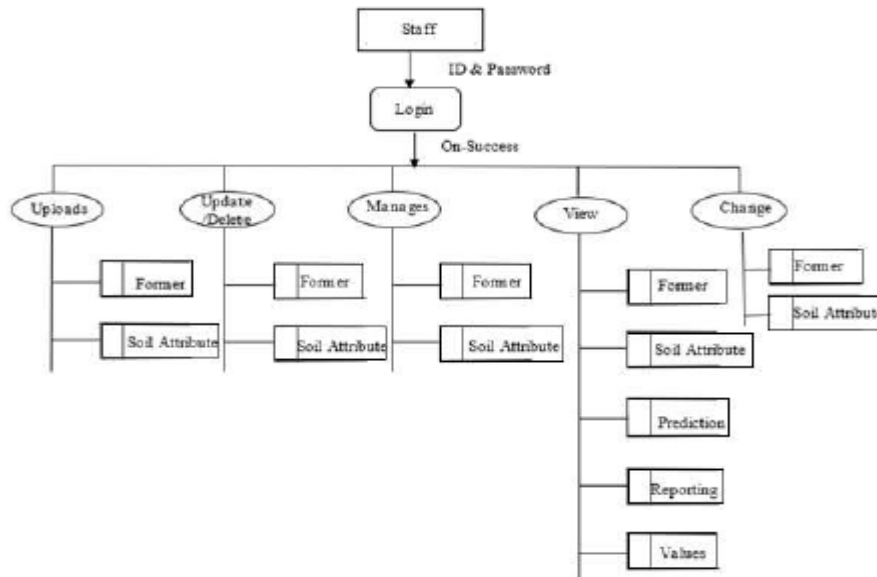 Staff
ID & Password
Login
On-Success
Uploads
Update
/Delete
Manages
View
Change
Former
Soil Attribute
Former
Soil Attribute
Former
Soil Attribute
Former
Soil Attribute
Prediction
Reporting
Values
Former
Soil Attribute